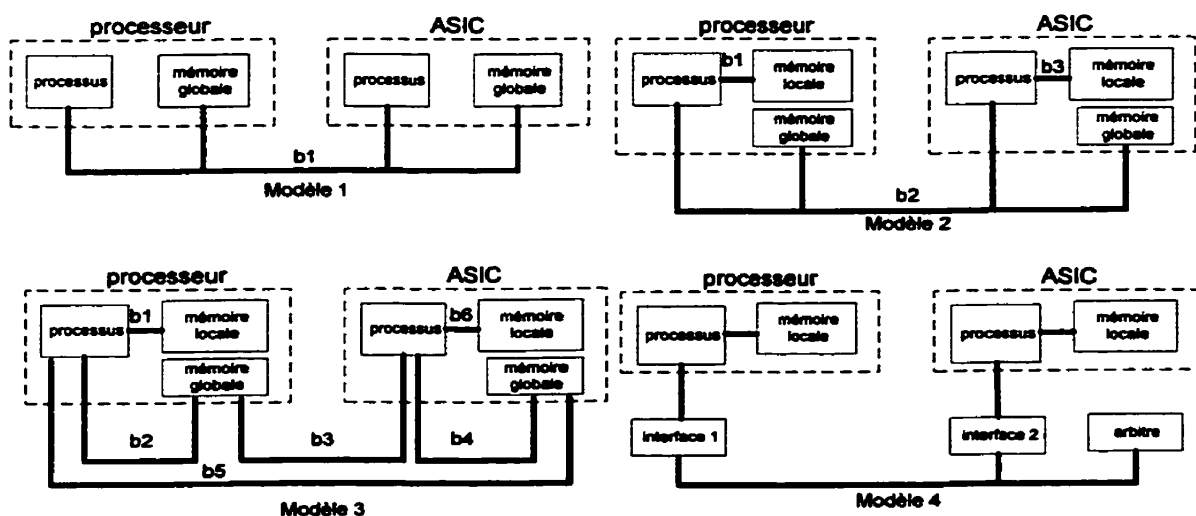 processeur
ASIC
processus
mémoire
globale
processus
mémoire
globale
b1
Modèle 1
processeur
ASIC
processus
b1
mémoire
locale
mémoire
globale
processus
b3
mémoire
locale
mémoire
globale
b2
Modèle 2
processeur
ASIC
processus
b1
mémoire
locale
mémoire
globale
processus
b6
mémoire
locale
mémoire
globale
b2
b3
b4
b5
Modèle 3
processeur
ASIC
processus
mémoire
locale
processus
mémoire
locale
interface 1
interface 2
arbitre
Modèle 4